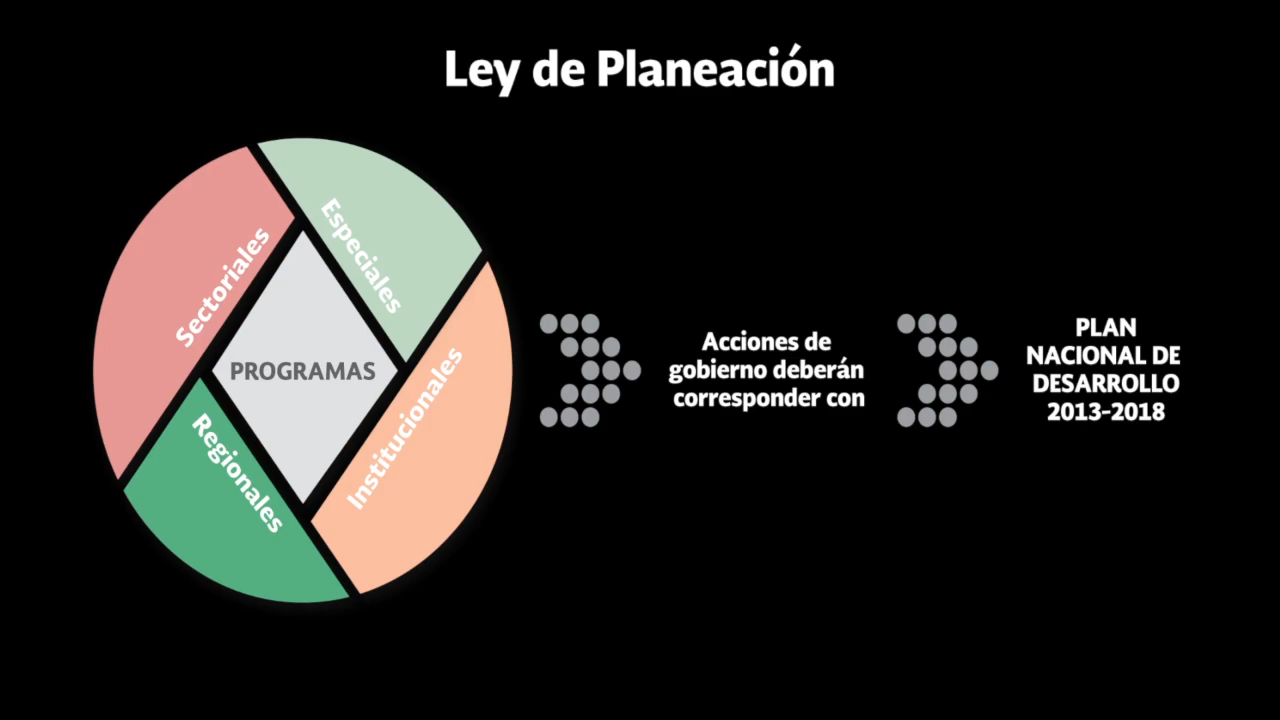 Ley de Planeación
Sectoriales
Especiales
PROGRAMAS
Regionales
Institucionales
Acciones de
gobierno deberán
corresponder con
PLAN
NACIONAL DE
DESARROLLO
2013-2018